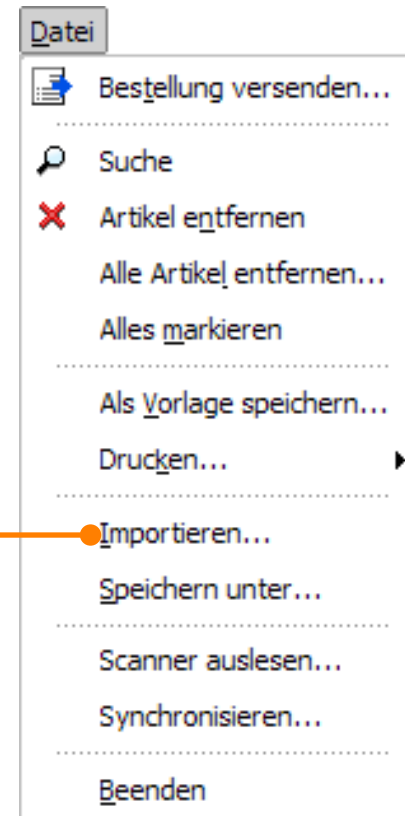 Datei
Bestellung versenden...
Suche
Artikel entfernen
Alle Artikel entfernen...
Alles markieren
Als Vorlage speichern...
Drucken...
Importieren...
Speichern unter...
Scanner auslesen...
Synchronisieren...
Beenden